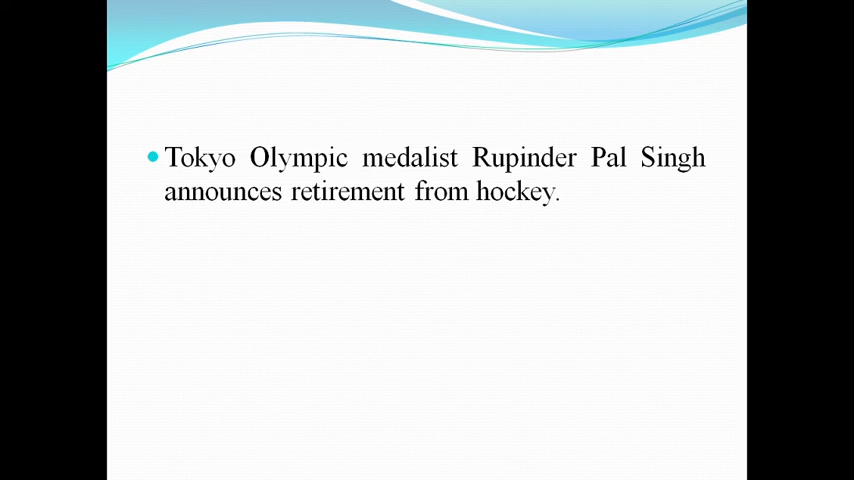 Tokyo Olympic medalist Rupinder Pal Singh
announces retirement from hockey.